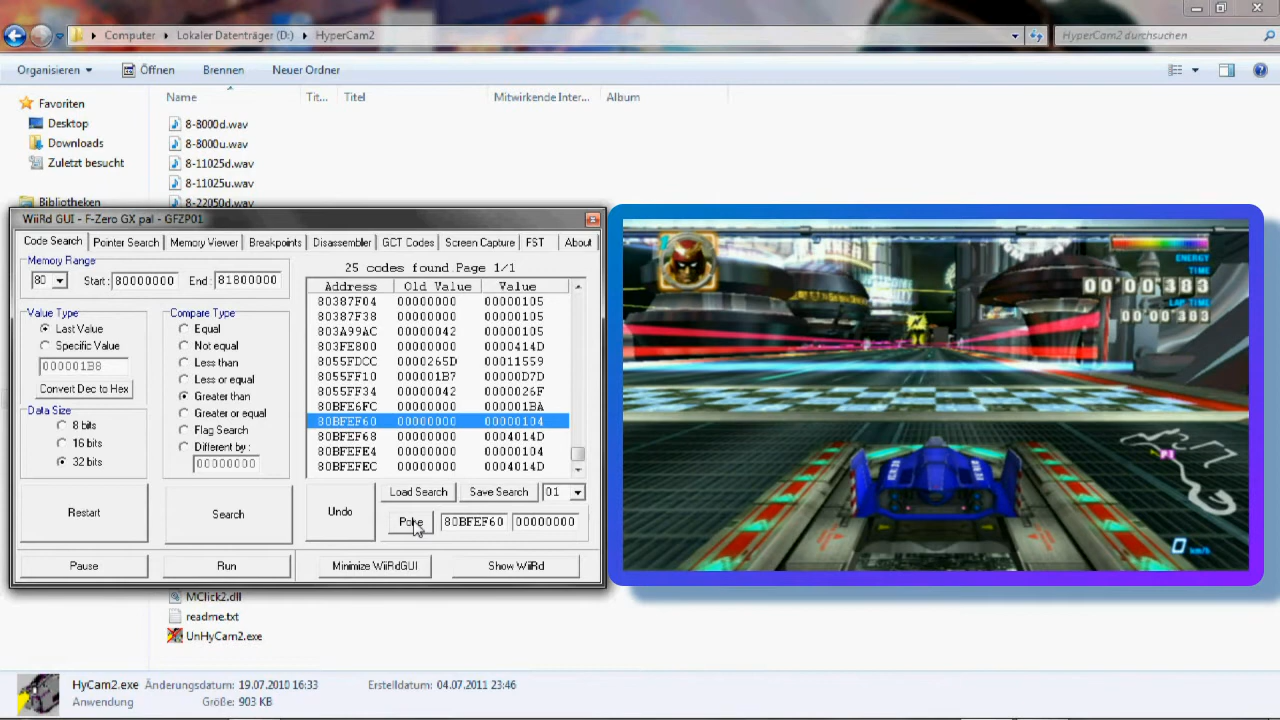 Computer Lokaler Datenträger (D:) HyperCam2
HyperCam2 durchsuchen
Organisieren Öffnen Brennen Neuer Ordner
Favoriten
Desktop
Downloads
Zuletzt besucht
Bibliotheken
Name Tit... Titel Mitwirkende Inter... Album
8-8000d.wav
8-8000u.wav
8-11025d.wav
8-11025u.wav
8-22050d.wav
WiiRd GUI - F-Zero GX pal - GFZP01
Code Search Pointer Search Memory Viewer Breakpoints Disassembler GCT Codes Screen Capture FST About
Memory Range
80 Start: 80000000 End: 81800000
Value Type
Last Value
Specific Value
000001B8
Convert Dec to Hex
Data Size
8 bits
16 bits
32 bits
Compare Type
Equal
Not equal
Less than
Less or equal
Greater than
Greater or equal
Flag Search
Different by:
00000000
25 codes found Page 1/1
Address Old Value Value
80387F04 00000000 00000105
80387F38 00000000 00000105
803A99AC 00000042 00000105
803FE800 00000000 0000414D
8055FDCC 0000265D 00011559
8055FF10 000001B7 00000D7D
8055FF34 00000042 0000026F
80BFE6FC 00000000 000001BA
80BFEF60 00000000 00000104
80BFEF68 00000000 0004014D
80BFEFE4 00000000 00000104
80BFEFEC 00000000 0004014D
Load Search Save Search 01
Restart Search Undo
Poke 80BFEF60 00000000
Pause Run Minimize WiiRdGUI Show WiiRd
ENERGY
TIME
00'00"383
LAP TIME
00'00"383
P1
0 km/h
MClick2.dll
readme.txt
UnHyCam2.exe
HyCam2.exe Änderungsdatum: 19.07.2010 16:33 Erstelldatum: 04.07.2011 23:46
Anwendung Größe: 903 KB